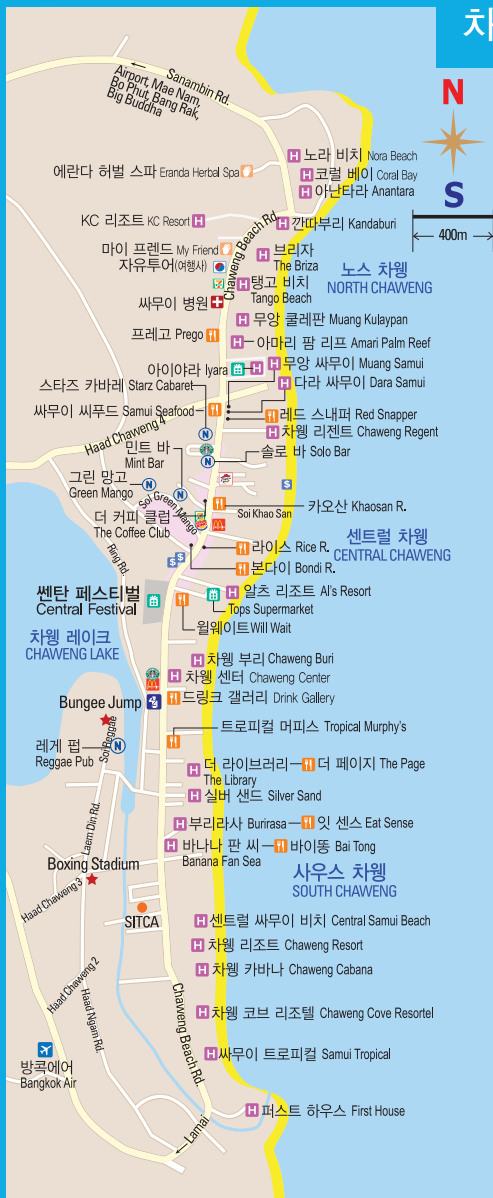 차
N
S
400m
Sanambin Rd.
Airport, Mae Nam,
Bo Phut, Bang Rak,
Big Buddha
노라 비치 Nora Beach
에란다 허벌 스파 Eranda Herbal Spa
코럴 베이 Coral Bay
아난타라 Anantara
KC 리조트 KC Resort
깐따부리 Kandaburi
Chaweng Beach Rd.
마이 프렌드 My Friend
자유투어(여행사)
브리자
The Briza
노스 차웽
NORTH CHAWENG
탱고 비치
Tango Beach
싸무이 병원
무앙 쿨레판 Muang Kulaypan
프레고 Prego
아마리 팜 리프 Amari Palm Reef
아이야라 Iyara
무앙 싸무이 Muang Samui
스타즈 카바레 Starz Cabaret
다라 싸무이 Dara Samui
싸무이 씨푸드 Samui Seafood
레드 스내퍼 Red Snapper
Haad Chaweng 4
차웽 리젠트 Chaweng Regent
민트 바
Mint Bar
솔로 바 Solo Bar
그린 망고
Green Mango
Soi Green Mango
Soi Khao San
카오산 Khaosan R.
더 커피 클럽
The Coffee Club
센트럴 차웽
CENTRAL CHAWENG
Ring Rd.
라이스 Rice R.
본다이 Bondi R.
쎈탄 페스티벌
Central Festival
알츠 리조트 Al's Resort
Tops Supermarket
윌웨이트 Will Wait
차웽 레이크
CHAWENG LAKE
차웽 부리 Chaweng Buri
차웽 센터 Chaweng Center
Bungee Jump
드링크 갤러리 Drink Gallery
Soi Reggae
트로피컬 머피스 Tropical Murphy's
레게 펍
Reggae Pub
더 라이브러리
The Library
더 페이지 The Page
실버 샌드 Silver Sand
Laem Din Rd.
부리라사 Burirasa
잇 센스 Eat Sense
바나나 판 씨
Banana Fan Sea
바이똥 Bai Tong
Boxing Stadium
사우스 차웽
SOUTH CHAWENG
Haad Chaweng 3
SITCA
센트럴 싸무이 비치 Central Samui Beach
차웽 리조트 Chaweng Resort
차웽 카바나 Chaweng Cabana
Haad Chaweng 2
Haad Ngam Rd.
차웽 코브 리조텔 Chaweng Cove Resortel
방콕에어
Bangkok Air
Chaweng Beach Rd.
싸무이 트로피컬 Samui Tropical
퍼스트 하우스 First House
Lamai